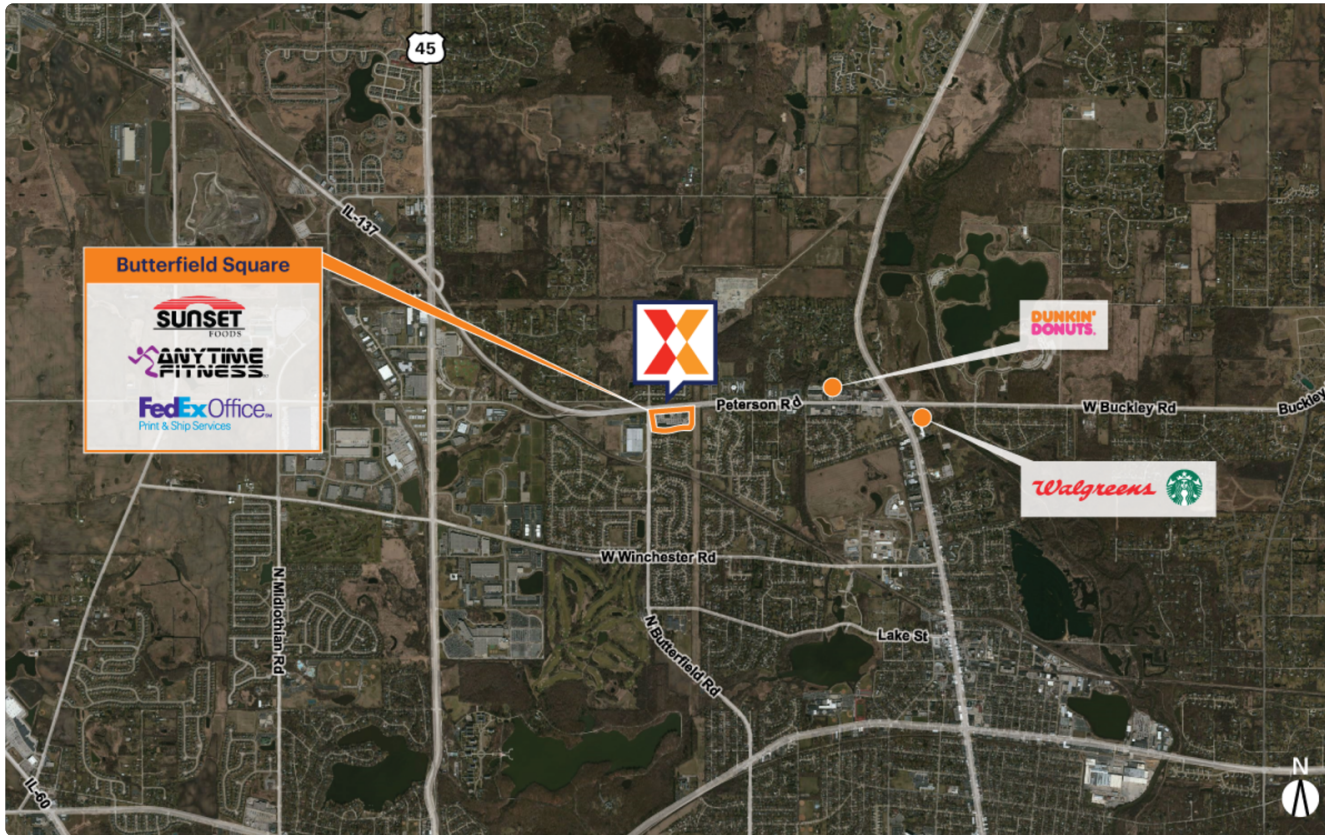 45
IL-137
Butterfield Square
SUNSET
FOODS
ANYTIME
FITNESS
FedEx Office
Print & Ship Services
DUNKIN'
DONUTS
Peterson Rd
W Buckley Rd
Buckley
Walgreens
W Winchester Rd
N Midlothian Rd
N Butterfield Rd
Lake St
IL-60
N